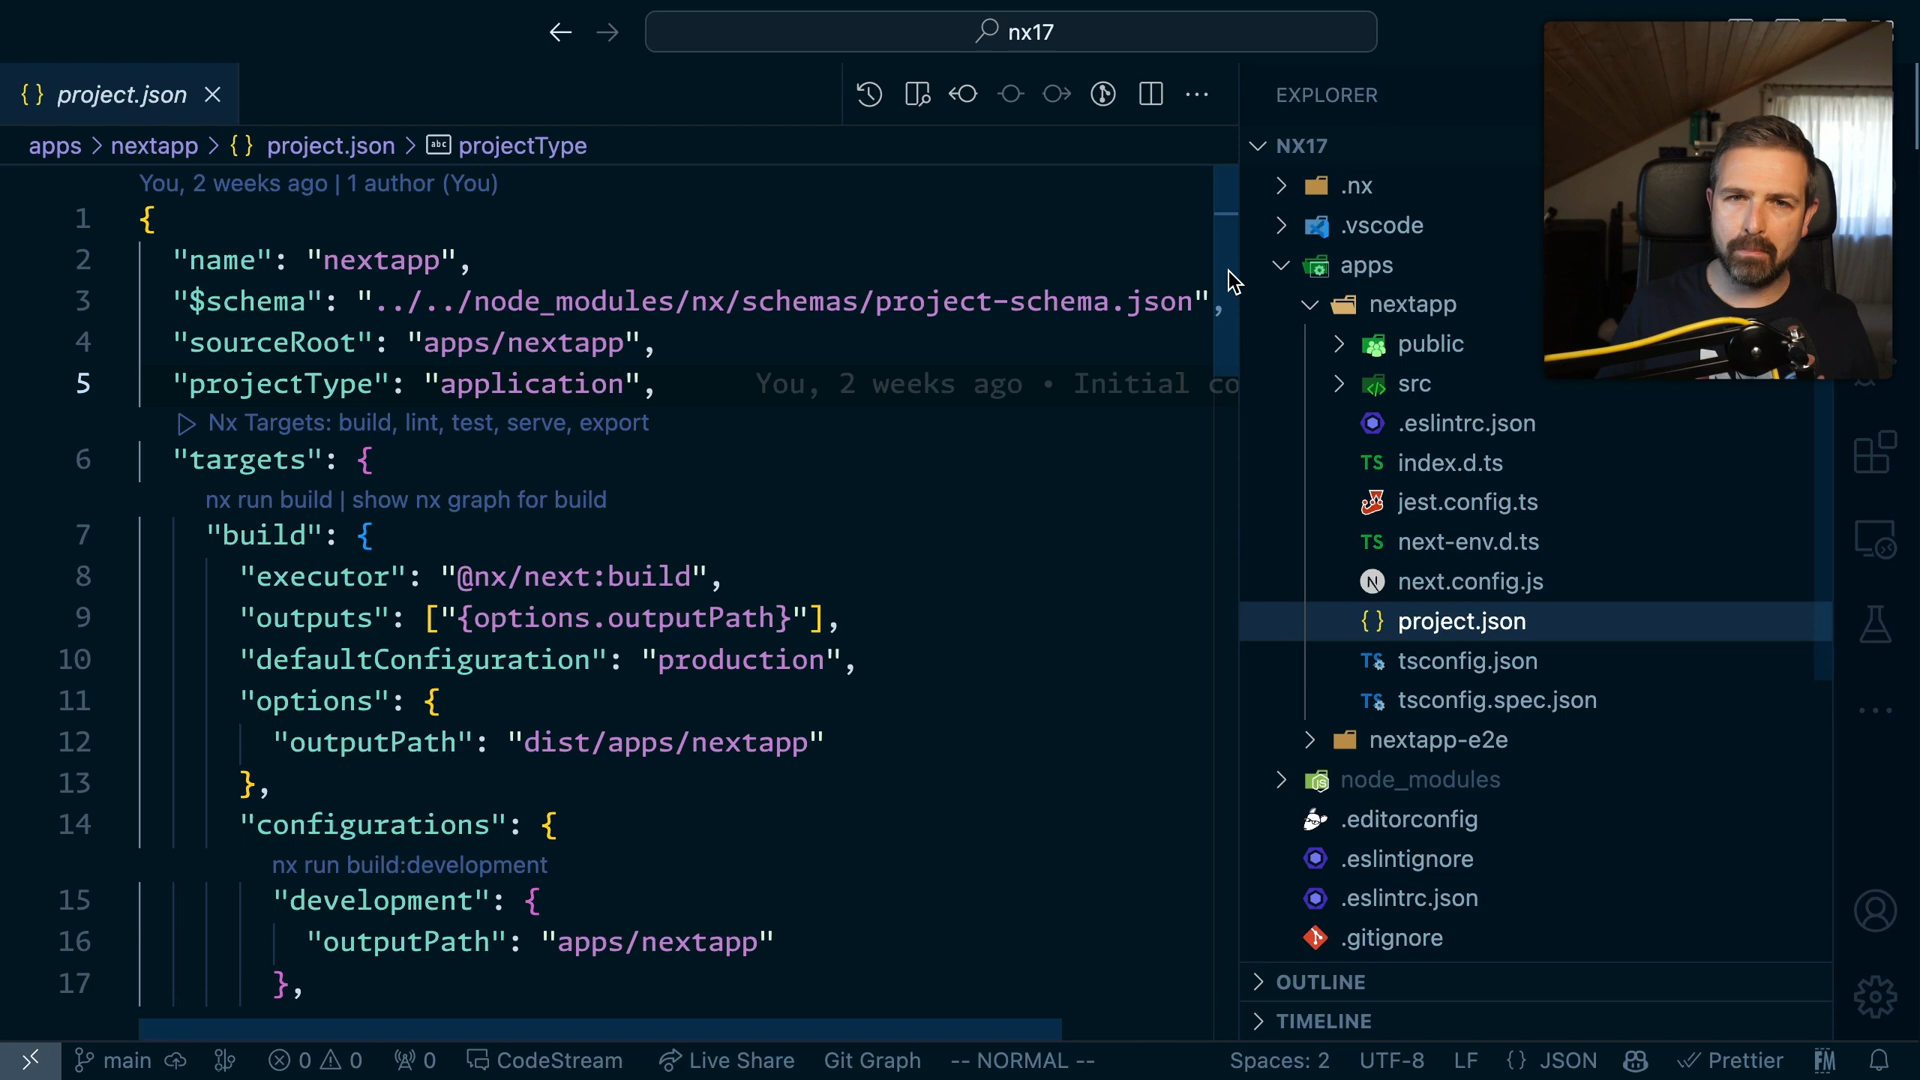 nx17
{ } project.json
apps > nextapp > { } project.json > abc projectType
You, 2 weeks ago | 1 author (You)
1 {
2 "name": "nextapp",
3 "$schema": "../../node_modules/nx/schemas/project-schema.json",
4 "sourceRoot": "apps/nextapp",
5 "projectType": "application", You, 2 weeks ago • Initial co
Nx Targets: build, lint, test, serve, export
6 "targets": {
nx run build | show nx graph for build
7 "build": {
8 "executor": "@nx/next:build",
9 "outputs": ["{options.outputPath}"],
10 "defaultConfiguration": "production",
11 "options": {
12 "outputPath": "dist/apps/nextapp"
13 },
14 "configurations": {
nx run build:development
15 "development": {
16 "outputPath": "apps/nextapp"
17 },
EXPLORER
NX17
.nx
.vscode
apps
nextapp
public
src
.eslintrc.json
TS index.d.ts
jest.config.ts
TS next-env.d.ts
N next.config.js
{ } project.json
TS tsconfig.json
TS tsconfig.spec.json
nextapp-e2e
node_modules
.editorconfig
.eslintignore
.eslintrc.json
.gitignore
OUTLINE
TIMELINE
main 0 0 0 CodeStream Live Share Git Graph -- NORMAL -- Spaces: 2 UTF-8 LF { } JSON Prettier FM